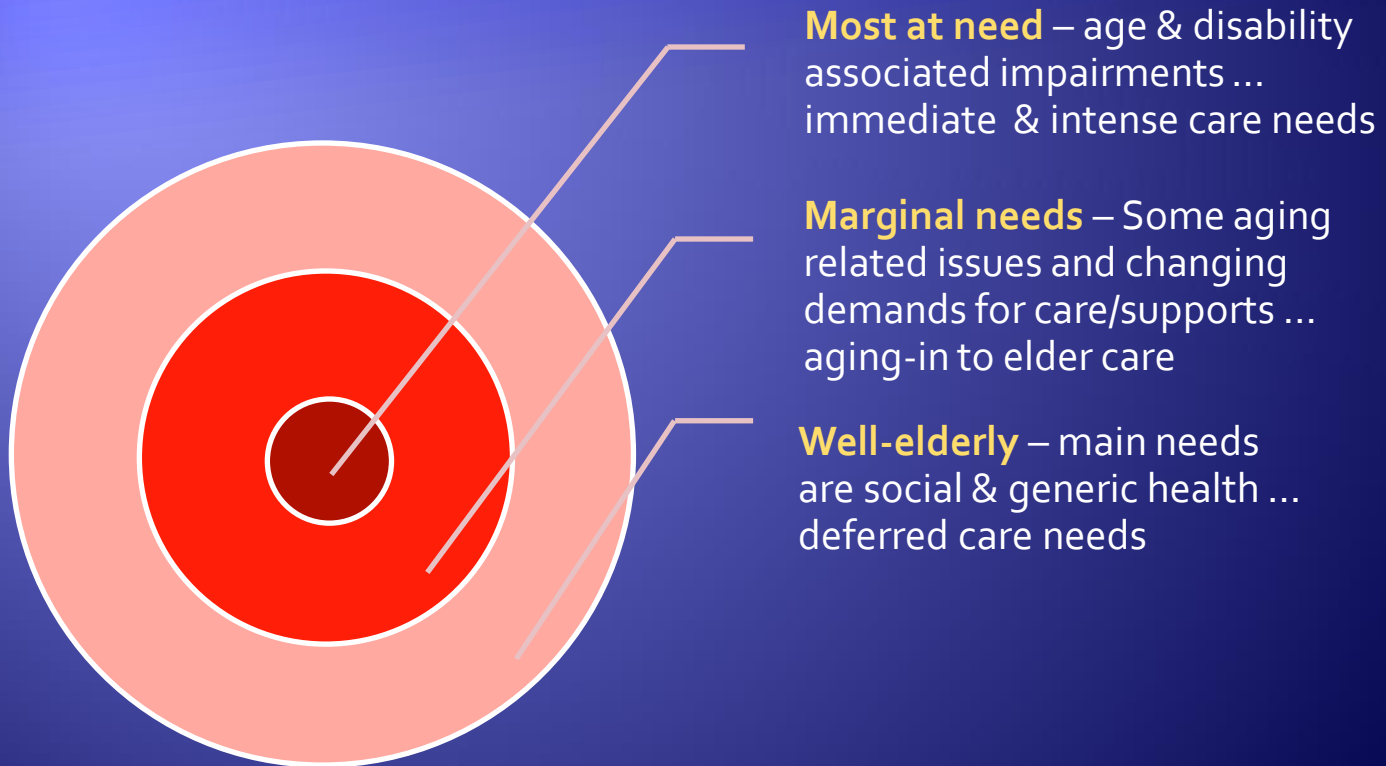 Most at need – age & disability
associated impairments ...
immediate & intense care needs
Marginal needs – Some aging
related issues and changing
demands for care/supports ...
aging-in to elder care
Well-elderly – main needs
are social & generic health ...
deferred care needs